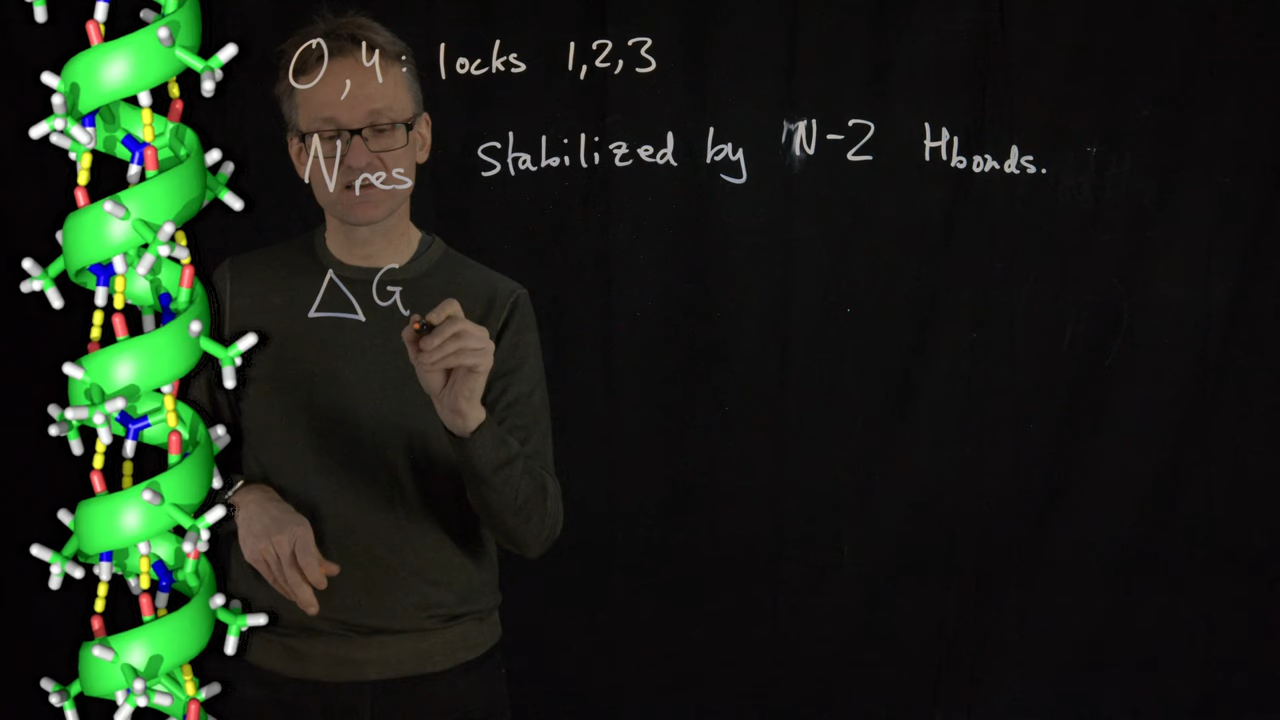 0,4: locks 1,2,3
Nres stabilized by N-2 Hbonds.
ΔG